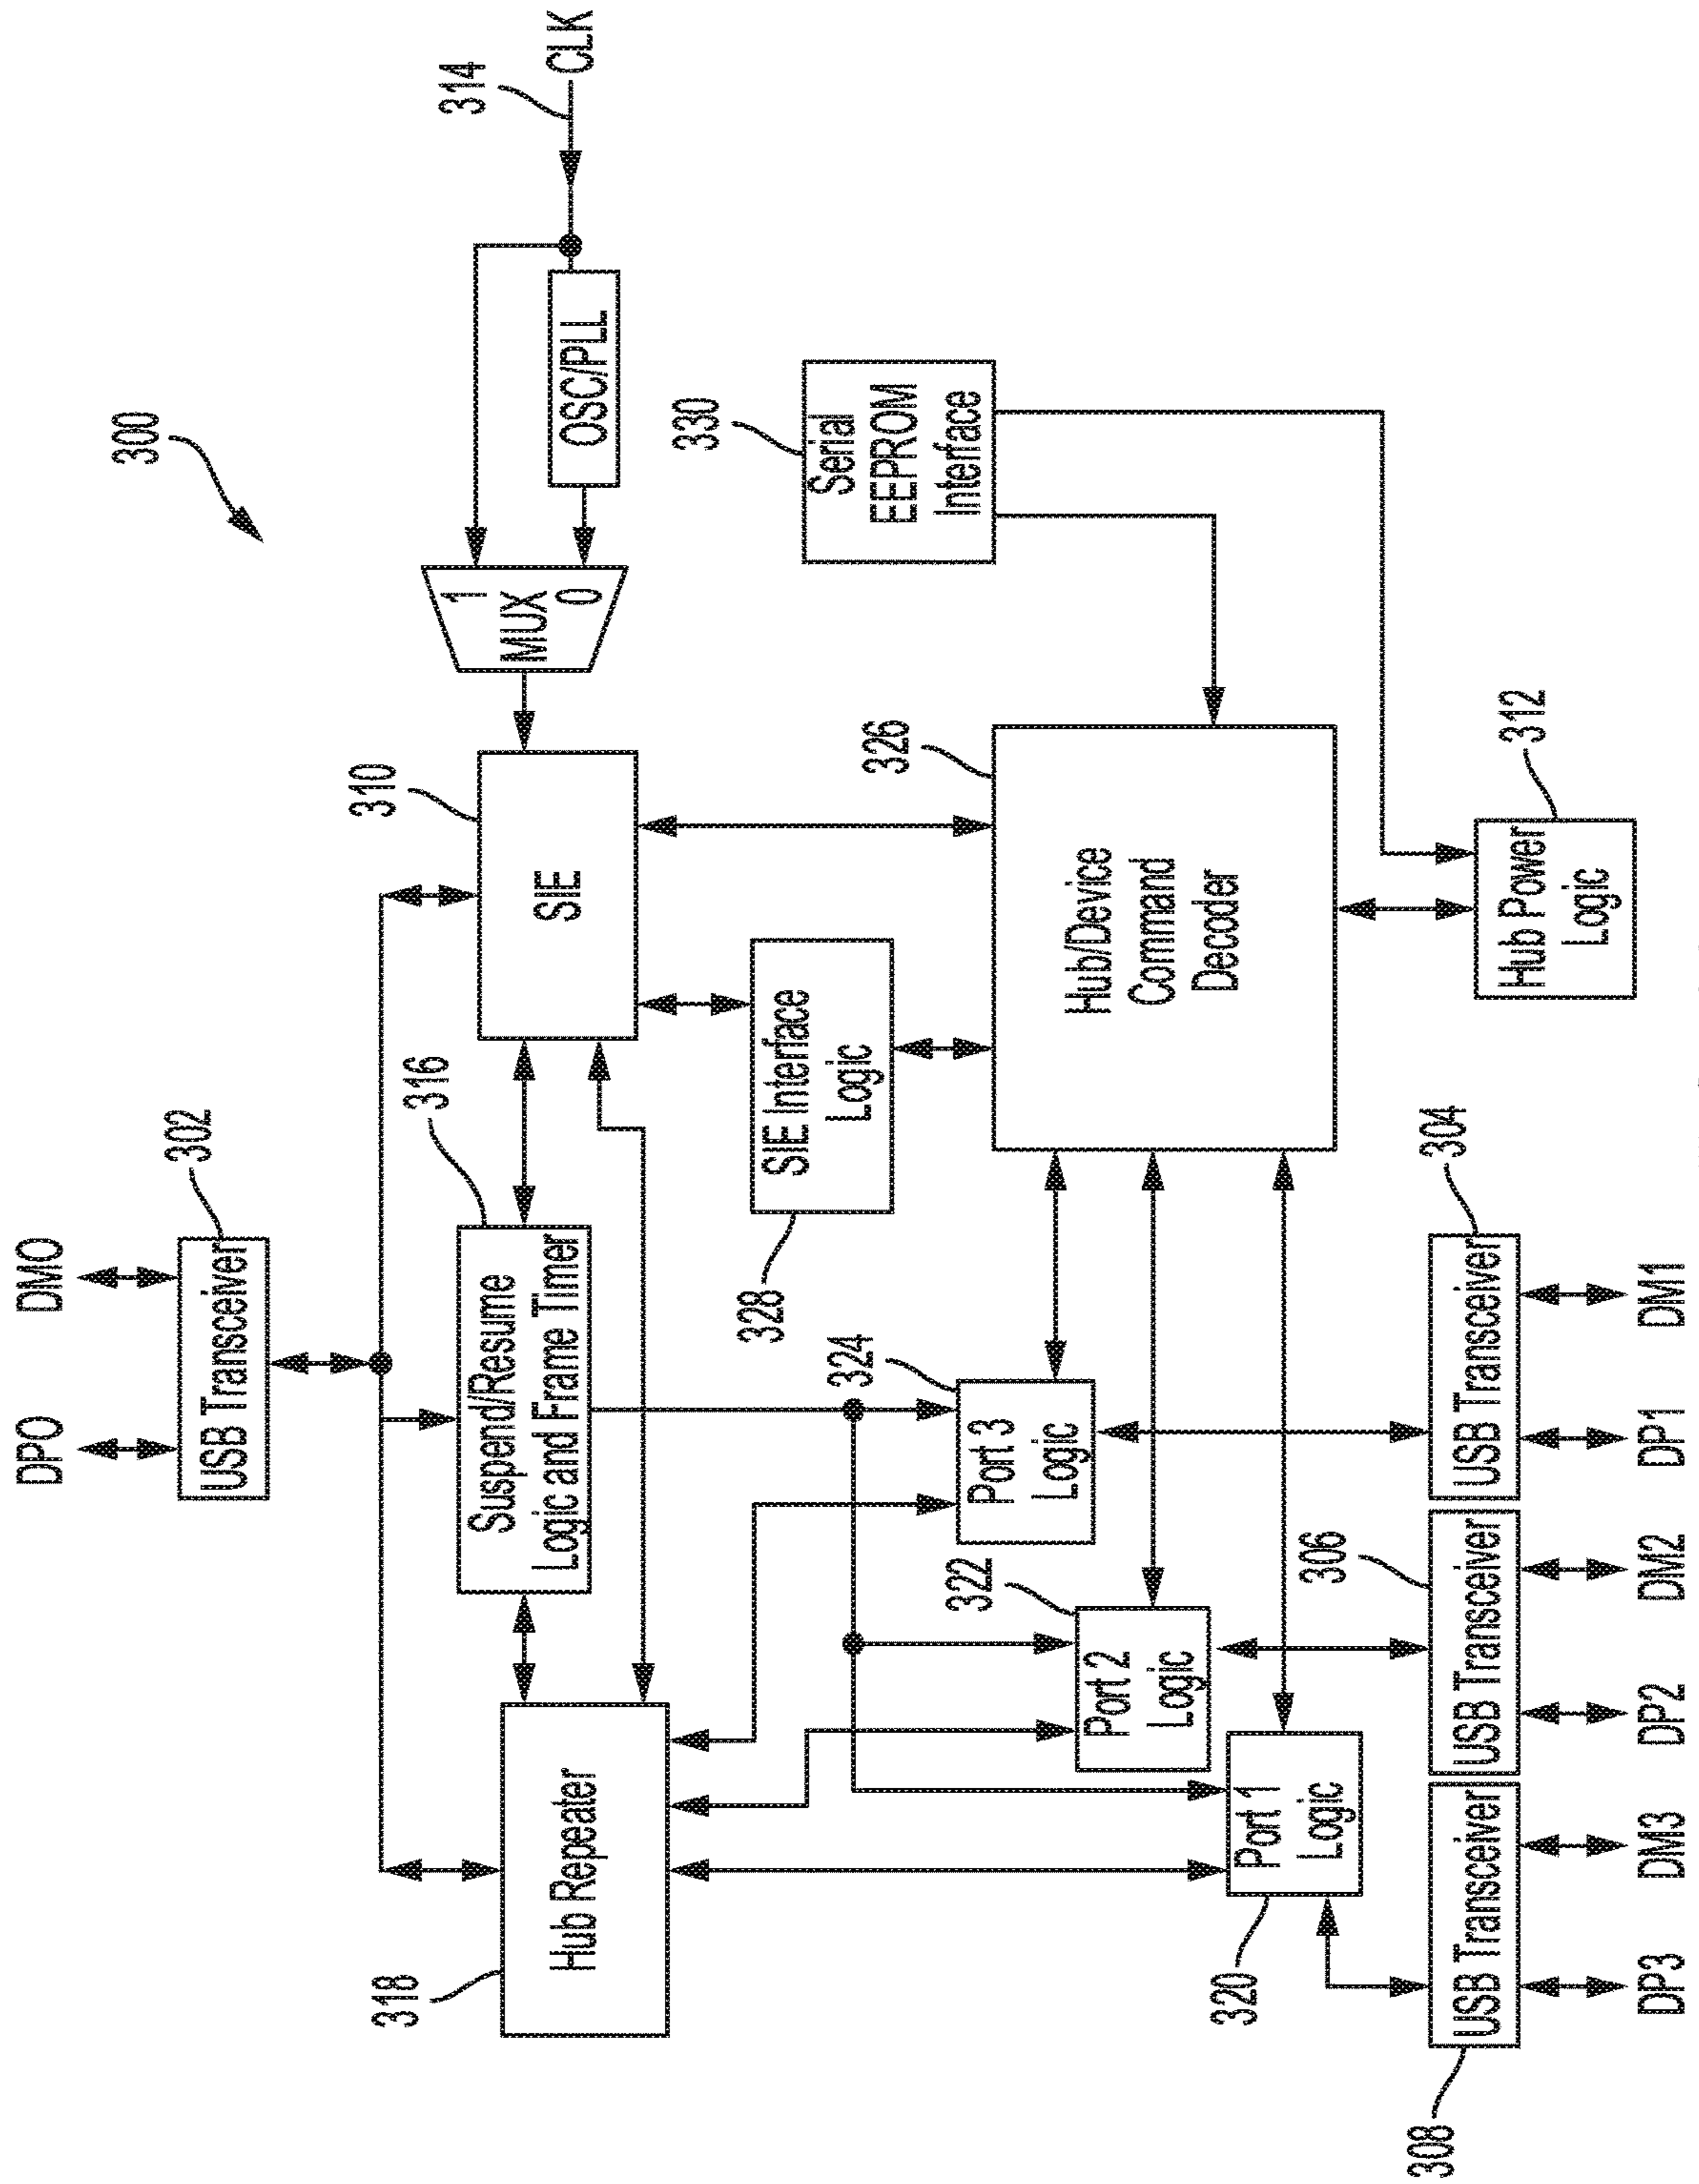 300
314
CLK
OSC/PLL
1
MUX
0
310
SIE
302
USB Transceiver
DPO
DMO
316
Suspend/Resume
Logic and Frame Timer
318
Hub Repeater
330
Serial
EEPROM
Interface
326
Hub/Device
Command
Decoder
328
SIE Interface
Logic
324
Port 3
Logic
322
Port 2
Logic
320
Port 1
Logic
312
Hub Power
Logic
308
USB Transceiver
306
USB Transceiver
304
USB Transceiver
DP3
DM3
DP2
DM2
DP1
DM1